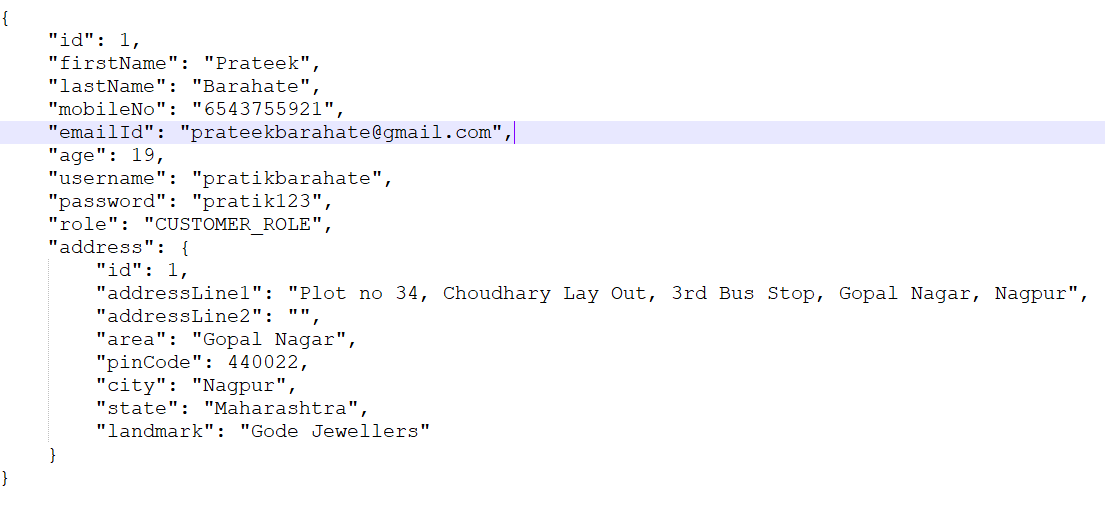 {
    "id": 1,
    "firstName": "Prateek",
    "lastName": "Barahate",
    "mobileNo": "6543755921",
    "emailId": "prateekbarahate@gmail.com",
    "age": 19,
    "username": "pratikbarahate",
    "password": "pratik123",
    "role": "CUSTOMER_ROLE",
    "address": {
        "id": 1,
        "addressLine1": "Plot no 34, Choudhary Lay Out, 3rd Bus Stop, Gopal Nagar, Nagpur",
        "addressLine2": "",
        "area": "Gopal Nagar",
        "pinCode": 440022,
        "city": "Nagpur",
        "state": "Maharashtra",
        "landmark": "Gode Jewellers"
    }
}